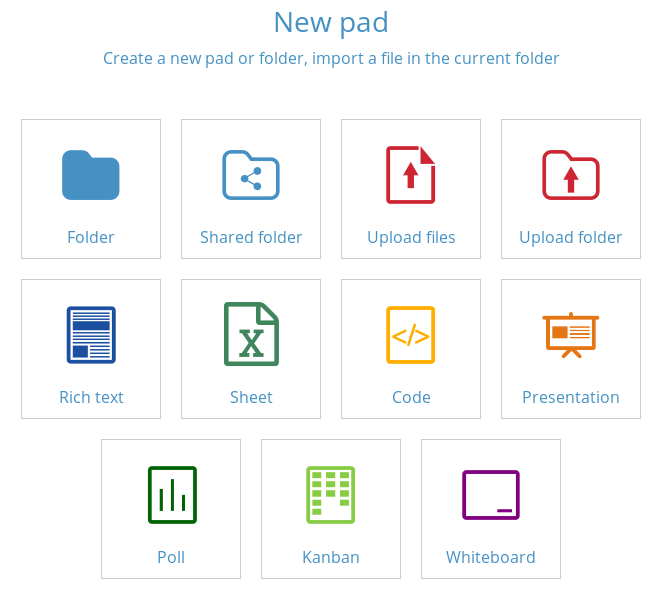 New pad
Create a new pad or folder, import a file in the current folder
Folder
Shared folder
Upload files
Upload folder
Rich text
Sheet
Code
Presentation
Poll
Kanban
Whiteboard